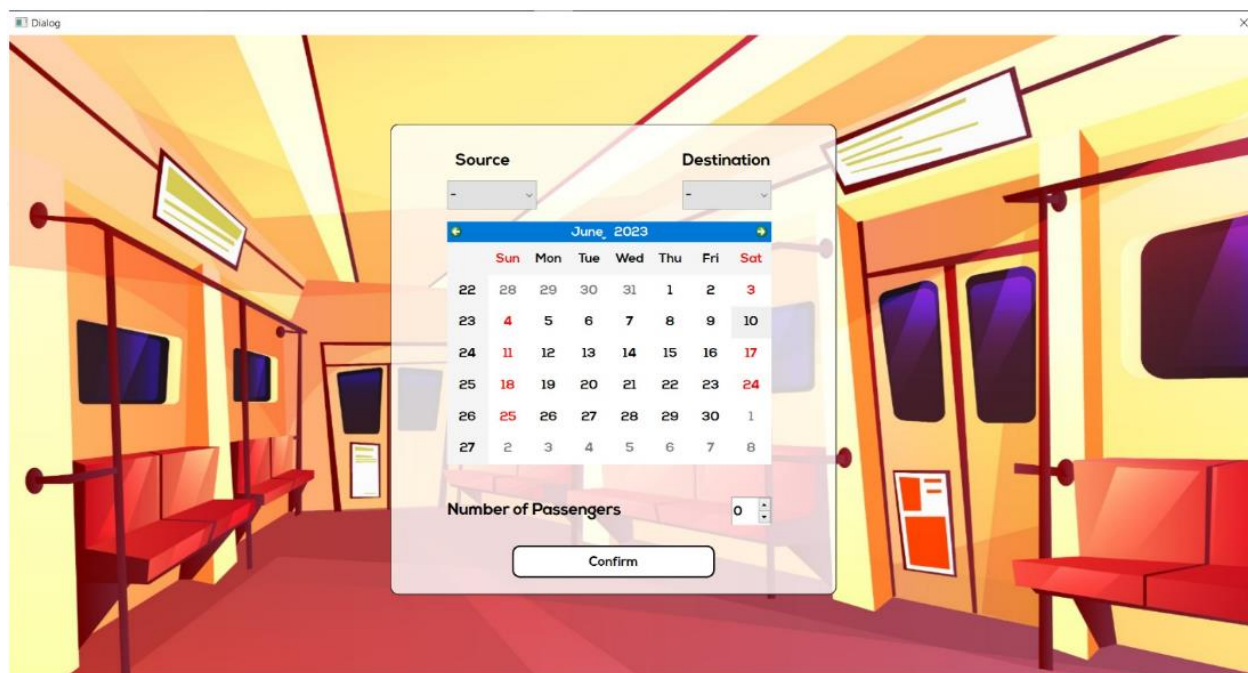 Dialog
Source Destination
- -
June, 2023
Sun Mon Tue Wed Thu Fri Sat
22 28 29 30 31 1 2 3
23 4 5 6 7 8 9 10
24 11 12 13 14 15 16 17
25 18 19 20 21 22 23 24
26 25 26 27 28 29 30 1
27 2 3 4 5 6 7 8
Number of Passengers 0
Confirm